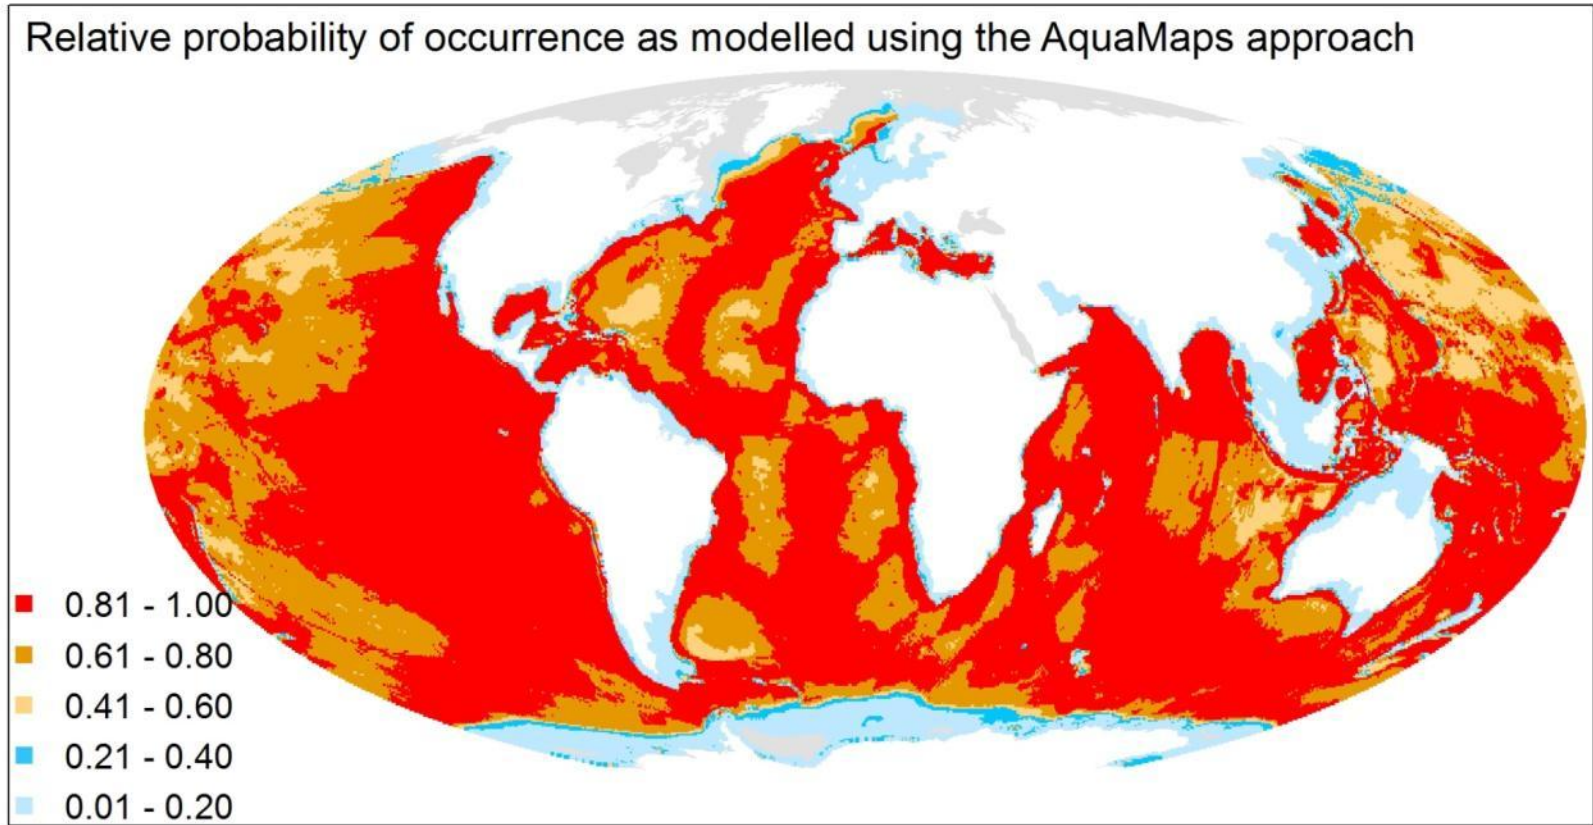 Relative probability of occurrence as modelled using the AquaMaps approach
0.81 - 1.00
0.61 - 0.80
0.41 - 0.60
0.21 - 0.40
0.01 - 0.20